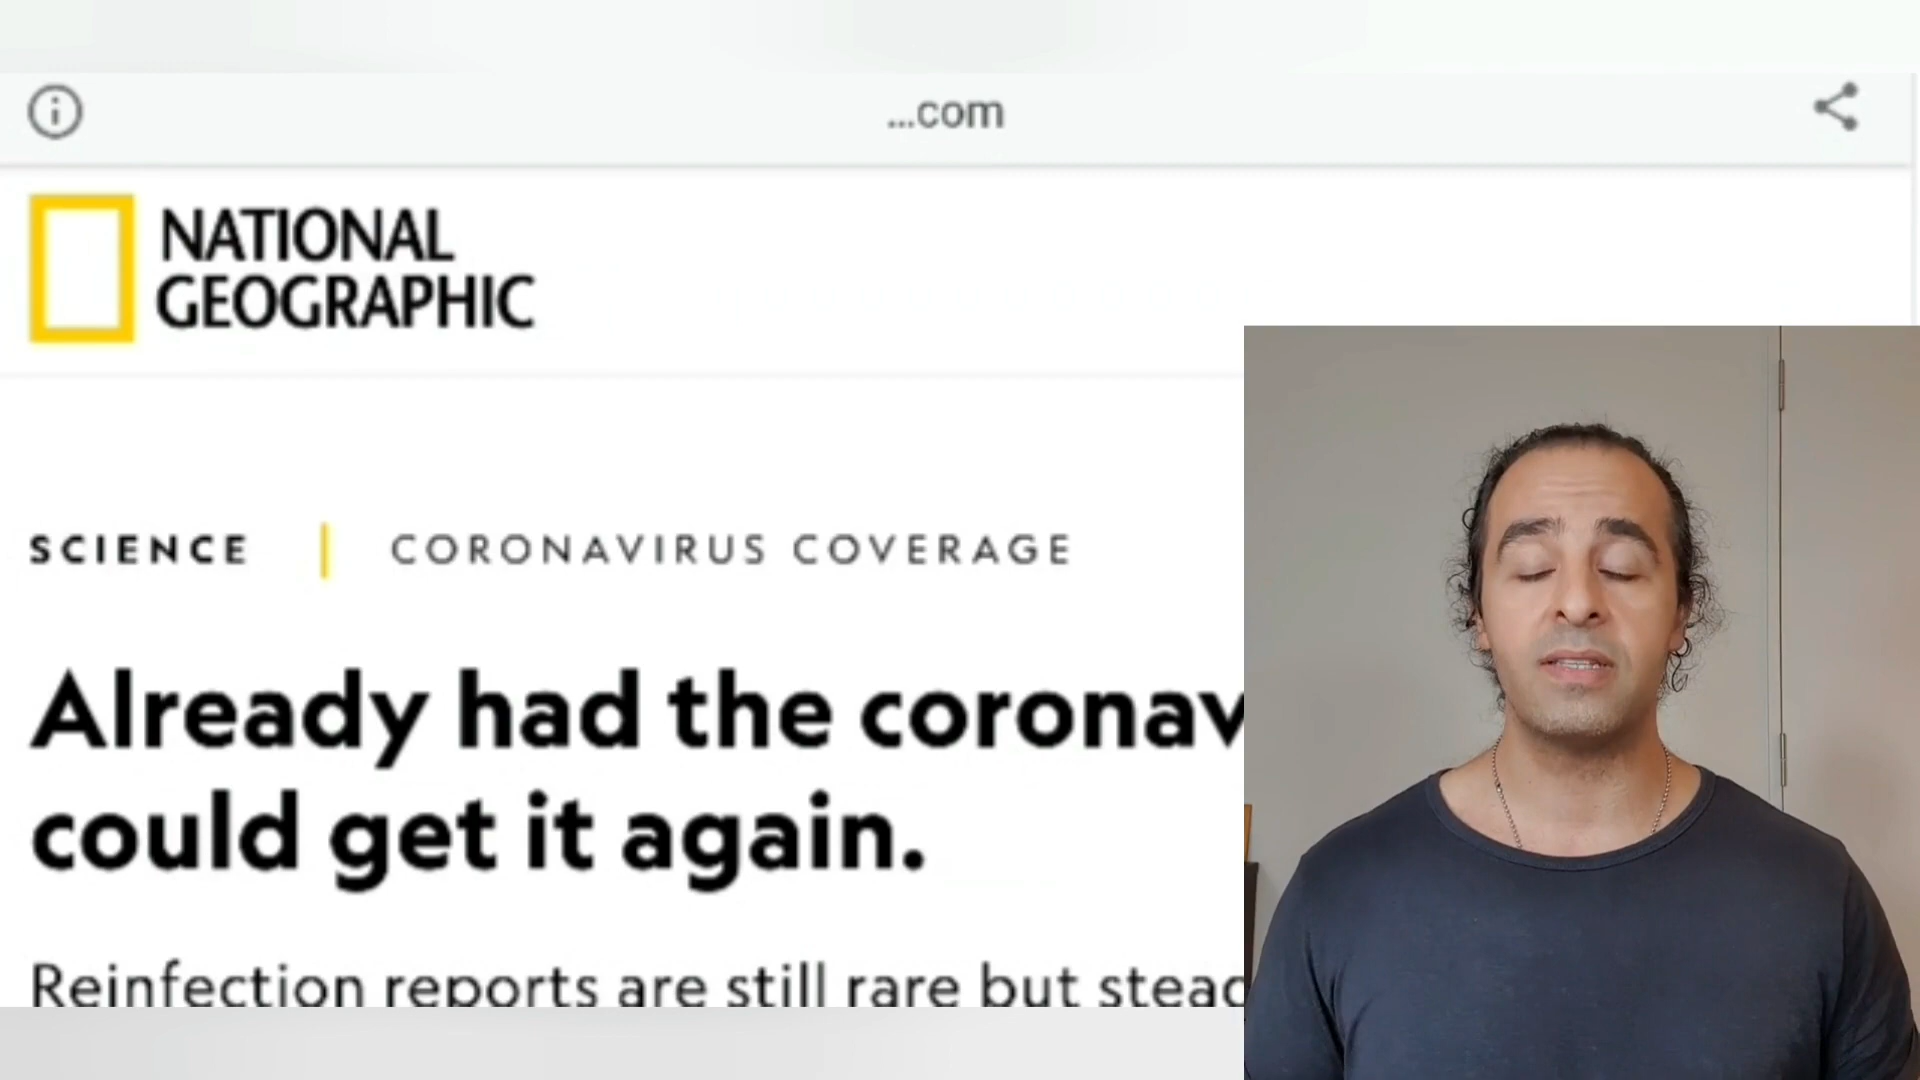 ...com
NATIONAL
GEOGRAPHIC
SCIENCE | CORONAVIRUS COVERAGE
Already had the coronav
could get it again.
Reinfection reports are still rare but stead